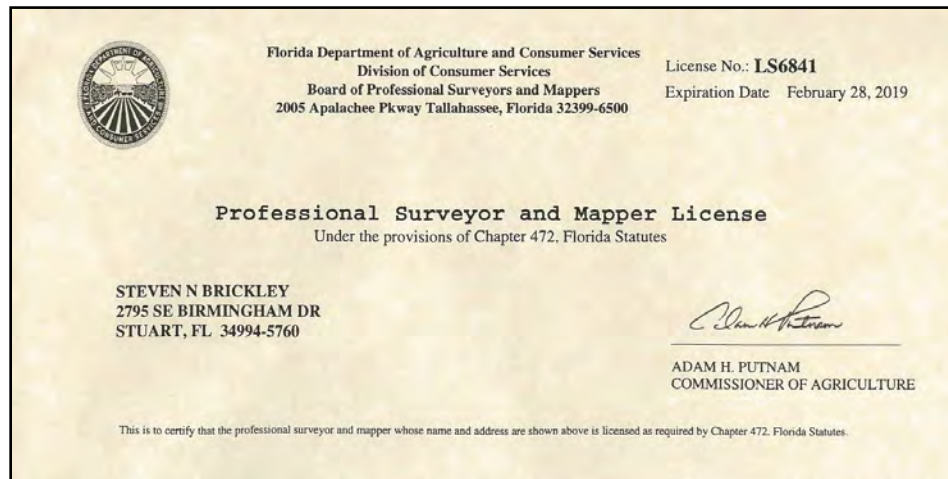 Florida Department of Agriculture and Consumer Services
Division of Consumer Services
Board of Professional Surveyors and Mappers
2005 Apalachee Pkway Tallahassee, Florida 32399-6500
License No.: LS6841
Expiration Date February 28, 2019
Professional Surveyor and Mapper License
Under the provisions of Chapter 472, Florida Statutes
STEVEN N BRICKLEY
2795 SE BIRMINGHAM DR
STUART, FL 34994-5760
Adam H Putnam
ADAM H. PUTNAM
COMMISSIONER OF AGRICULTURE
This is to certify that the professional surveyor and mapper whose name and address are shown above is licensed as required by Chapter 472, Florida Statutes.